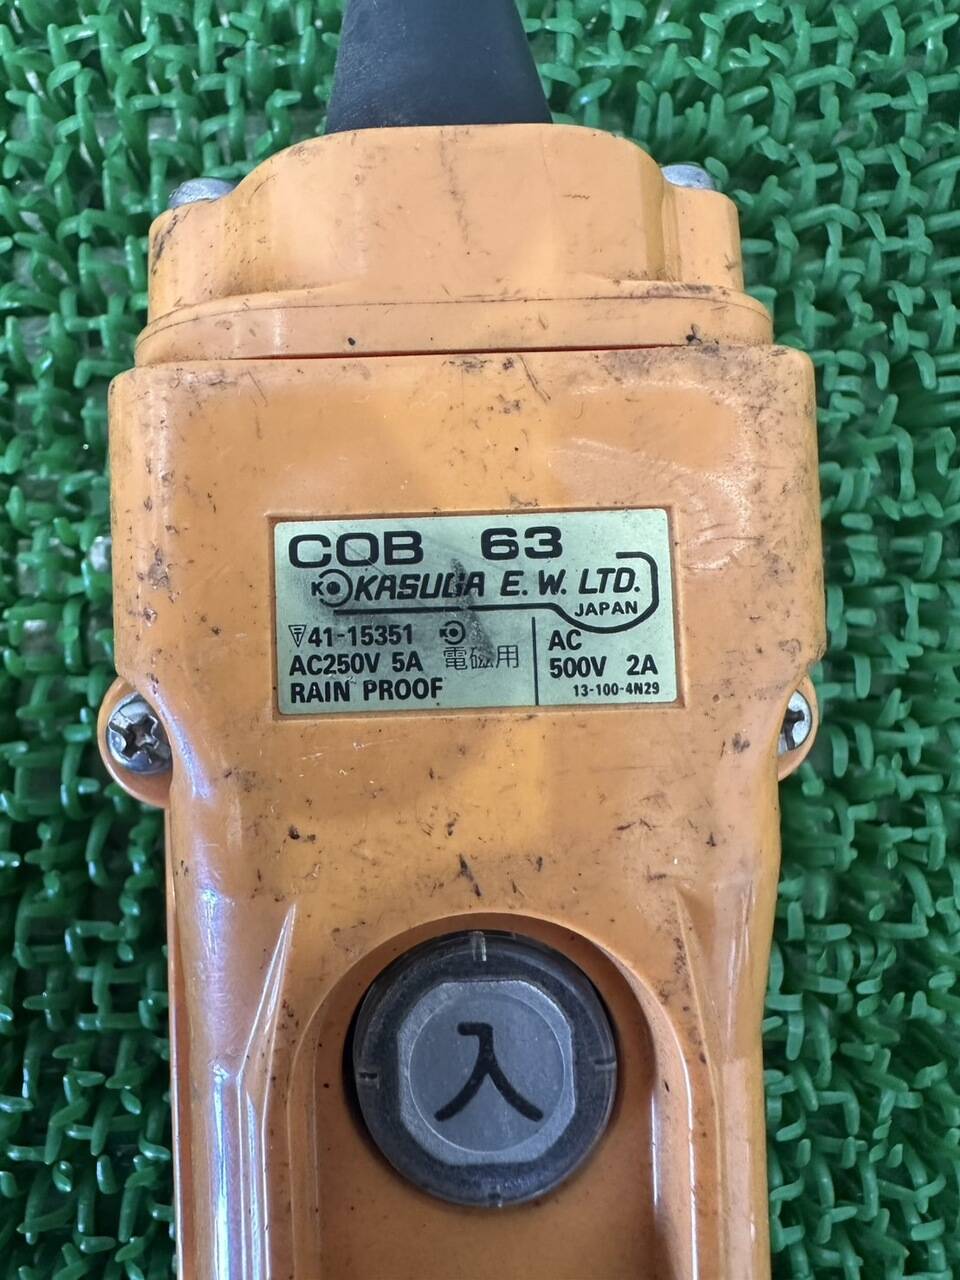 COB 63
KASUGA E. W. LTD.
JAPAN
41-15351
AC250V 5A 電磁用
RAIN PROOF
AC
500V 2A
13-100-4N29
入